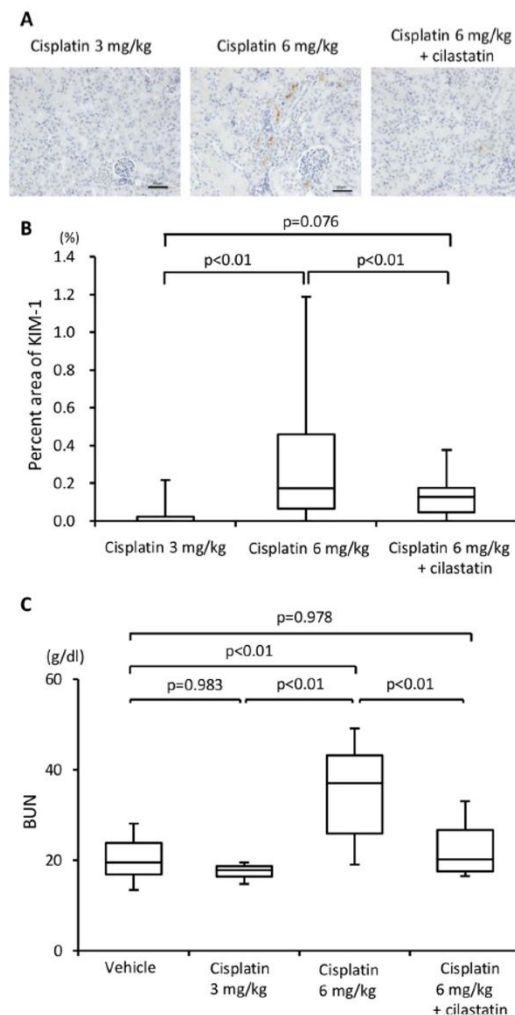 A
Cisplatin 3 mg/kg
Cisplatin 6 mg/kg
Cisplatin 6 mg/kg
+ cilastatin
B
(%)
p=0.076
p<0.01
p<0.01
Percent area of KIM-1
1.4
1.2
1.0
0.8
0.6
0.4
0.2
0.0
Cisplatin 3 mg/kg
Cisplatin 6 mg/kg
Cisplatin 6 mg/kg
+ cilastatin
C
(g/dl)
p=0.978
p<0.01
p=0.983
p<0.01
p<0.01
BUN
60
40
20
0
Vehicle
Cisplatin
3 mg/kg
Cisplatin
6 mg/kg
Cisplatin
6 mg/kg
+ cilastatin